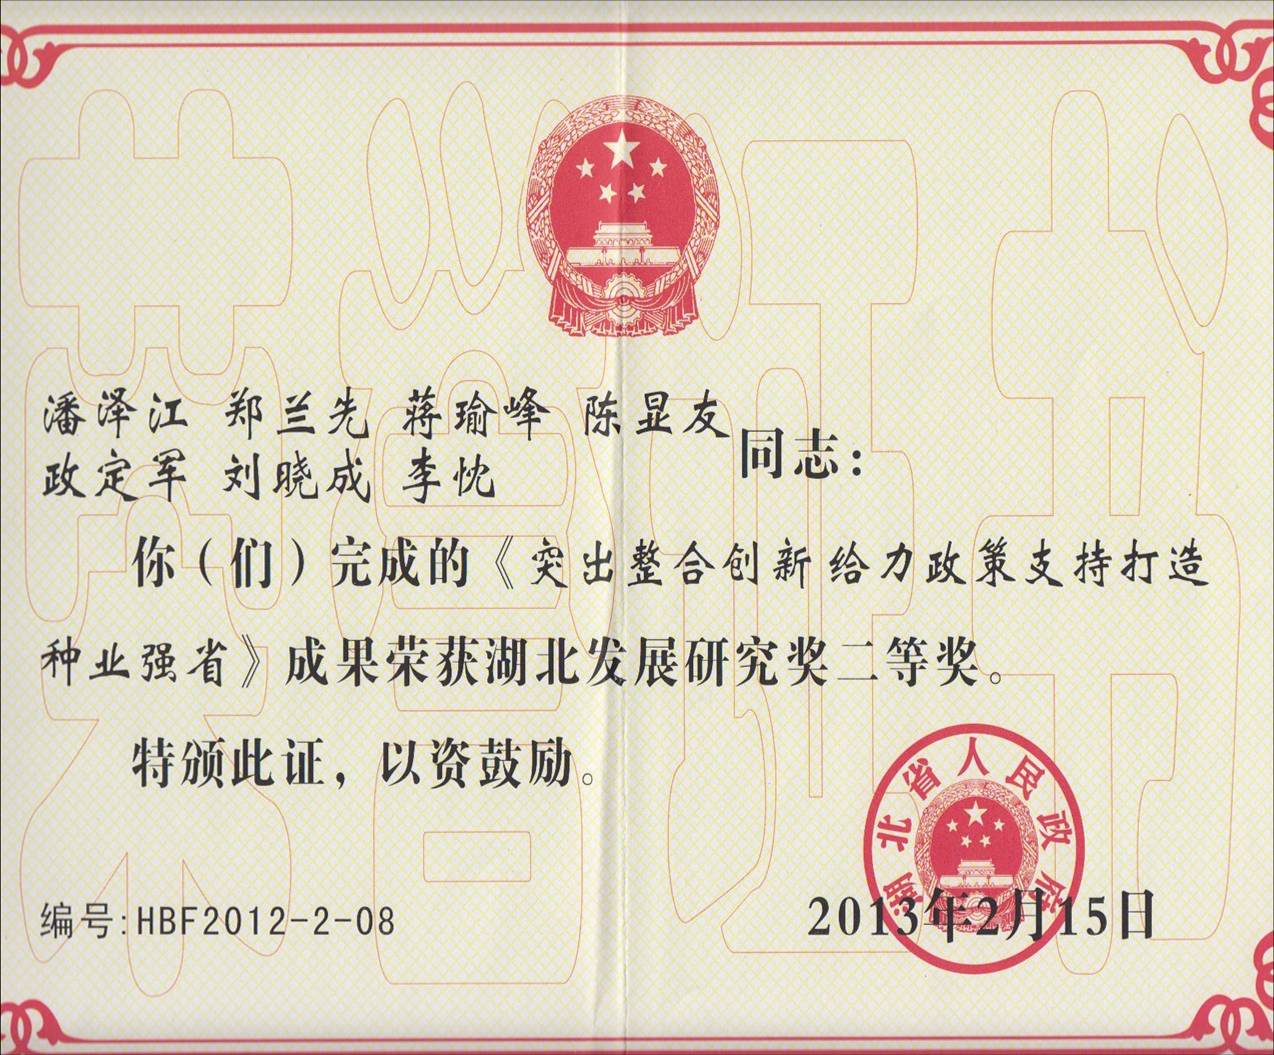 潘泽江 郑兰先 蒋瑜峰 陈显友
政定军 刘晓成 李忱
同志：
你（们）完成的《突出整合创新给力政策支持打造
种业强省》成果荣获湖北发展研究奖二等奖。
特颁此证，以资鼓励。
湖北省人民政府
编号:HBF2012-2-08
2013年2月15日
荣誉证书